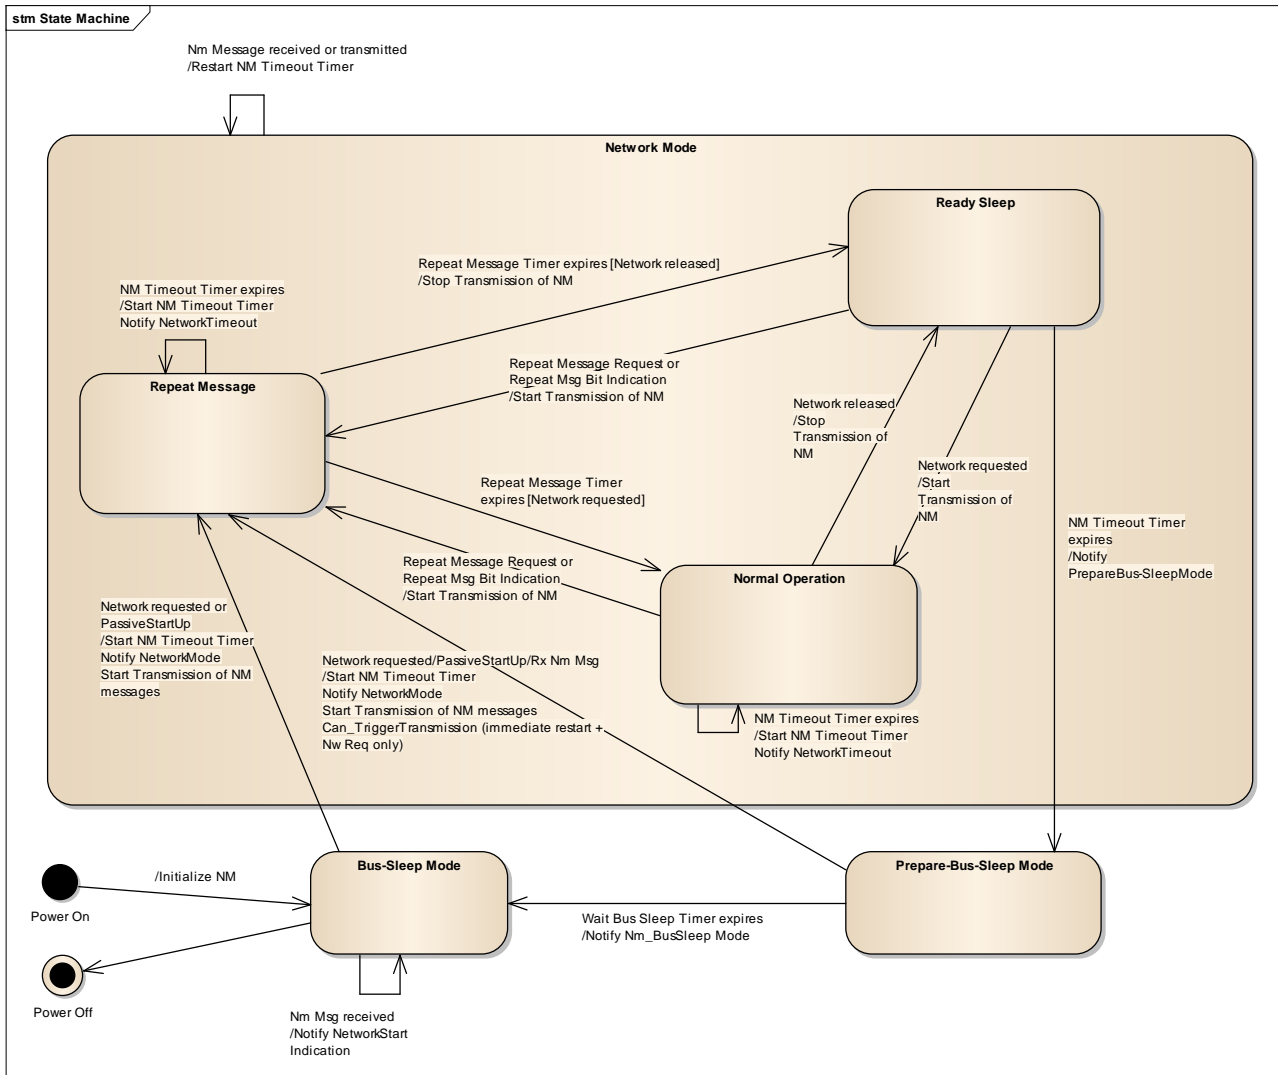 stm State Machine
Nm Message received or transmitted
/Restart NM Timeout Timer
Network Mode
Ready Sleep
Repeat Message Timer expires [Network released]
/Stop Transmission of NM
NM Timeout Timer expires
/Start NM Timeout Timer
Notify NetworkTimeout
Repeat Message
Repeat Message Request or
Repeat Msg Bit Indication
/Start Transmission of NM
Network released
/Stop
Transmission of
NM
Network requested
/Start
Transmission of
NM
Repeat Message Timer
expires [Network requested]
NM Timeout Timer
expires
/Notify
PrepareBus-SleepMode
Repeat Message Request or
Repeat Msg Bit Indication
/Start Transmission of NM
Normal Operation
Network requested or
PassiveStartUp
/Start NM Timeout Timer
Notify NetworkMode
Start Transmission of NM
messages
Network requested/PassiveStartUp/Rx Nm Msg
/Start NM Timeout Timer
Notify NetworkMode
Start Transmission of NM messages
Can_TriggerTransmission (immediate restart +
Nw Req only)
NM Timeout Timer expires
/Start NM Timeout Timer
Notify NetworkTimeout
Bus-Sleep Mode
Prepare-Bus-Sleep Mode
/Initialize NM
Power On
Wait Bus Sleep Timer expires
/Notify Nm_BusSleep Mode
Power Off
Nm Msg received
/Notify NetworkStart
Indication